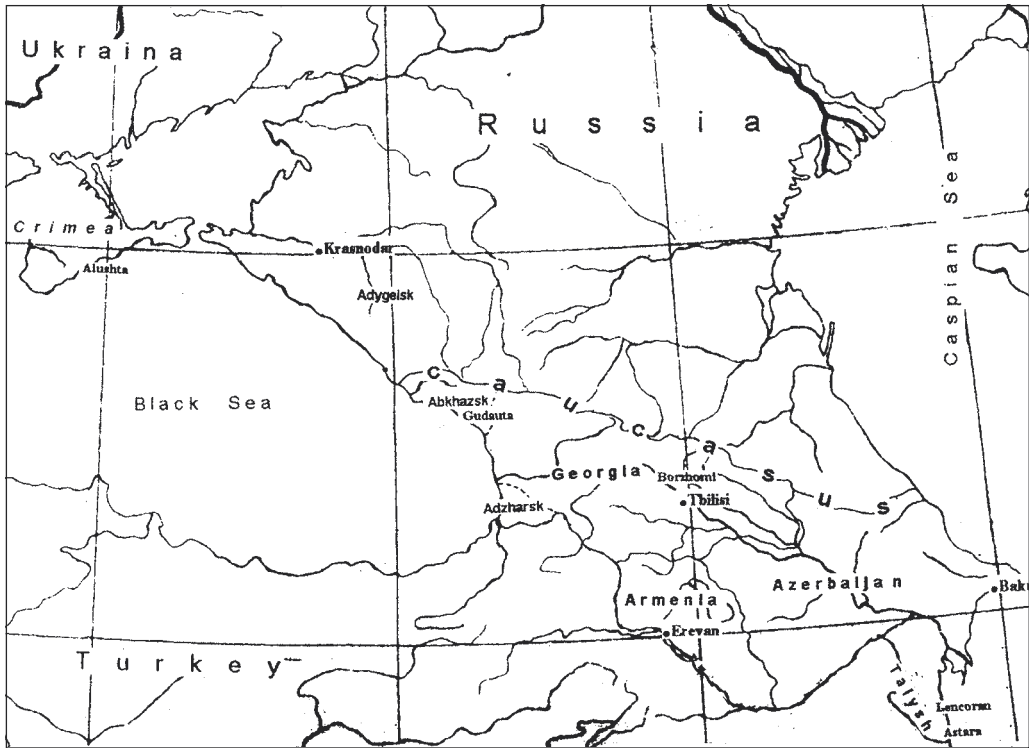 Ukraina
Russia
Caspian Sea
Crimea
Krasnodar
Alushta
Adygeisk
Caucasus
Black Sea
Abkhazsk
Gudauta
Georgia
Borzhomi
Tbilisi
Adzharsk
Azerbaijan
Baku
Armenia
Erevan
Turkey
Talysh
Lencoran
Astara